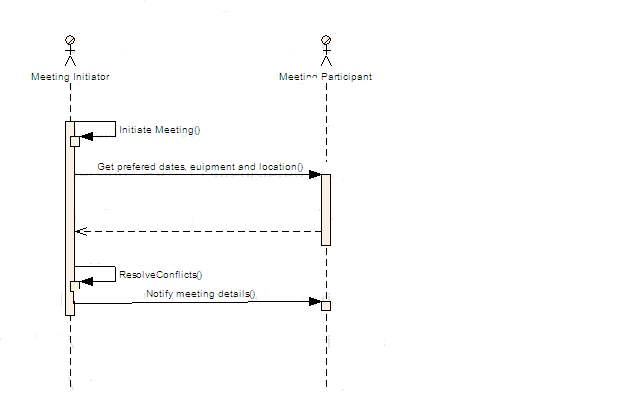 Meeting Initiator
Meeting Participant
Initiate Meeting()
Get prefered dates, euipment and location()
ResolveConflicts()
Notify meeting details()